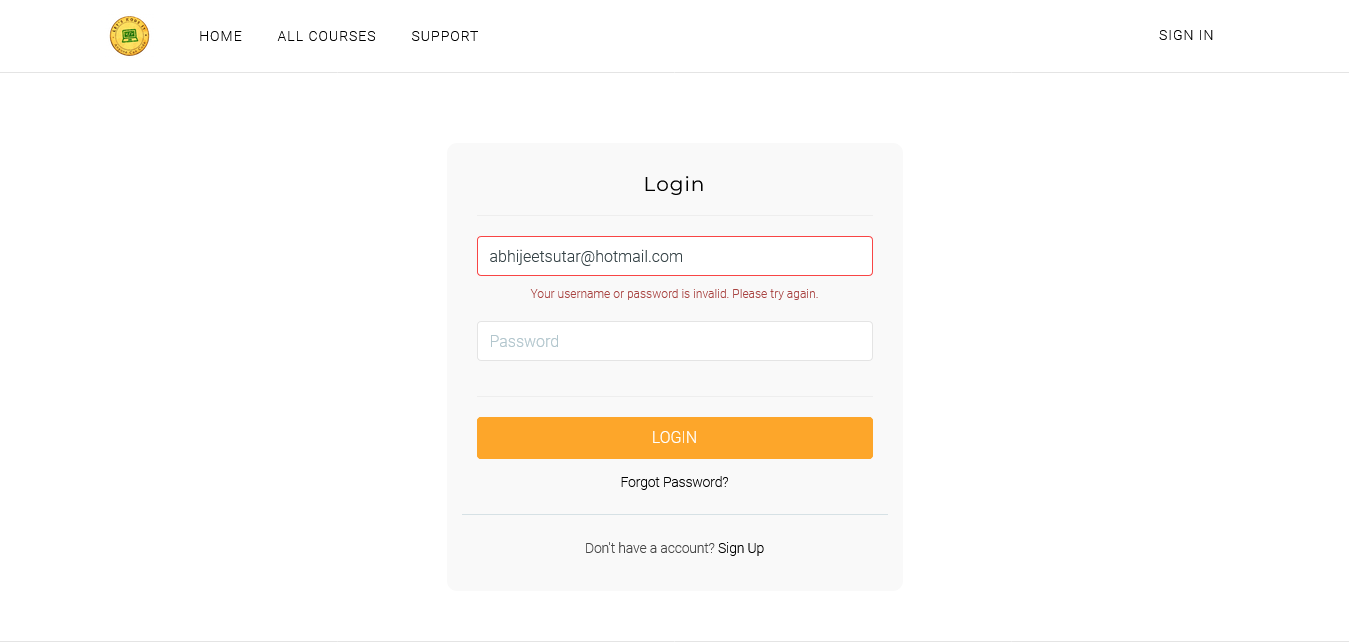 HOME ALL COURSES SUPPORT SIGN IN
Login
abhijeetsutar@hotmail.com
Your username or password is invalid. Please try again.
Password
LOGIN
Forgot Password?
Don't have a account? Sign Up